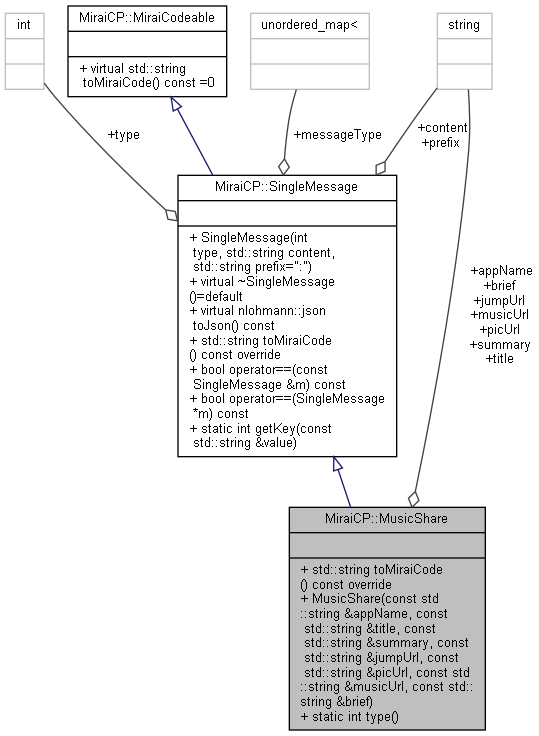 int
MiraiCP::MiraiCodeable
+ virtual std::string
toMiraiCode() const =0
unordered_map<
string
+type
+messageType
+content
+prefix
MiraiCP::SingleMessage
+ SingleMessage(int
type, std::string content,
std::string prefix=":")
+ virtual ~SingleMessage
()=default
+ virtual nlohmann::json
toJson() const
+ std::string toMiraiCode
() const override
+ bool operator==(const
SingleMessage &m) const
+ bool operator==(SingleMessage
*m) const
+ static int getKey(const
std::string &value)
+appName
+brief
+jumpUrl
+musicUrl
+picUrl
+summary
+title
MiraiCP::MusicShare
+ std::string toMiraiCode
() const override
+ MusicShare(const std
::string &appName, const
std::string &title, const
std::string &summary, const
std::string &jumpUrl, const
std::string &picUrl, const std
::string &musicUrl, const std::
string &brief)
+ static int type()